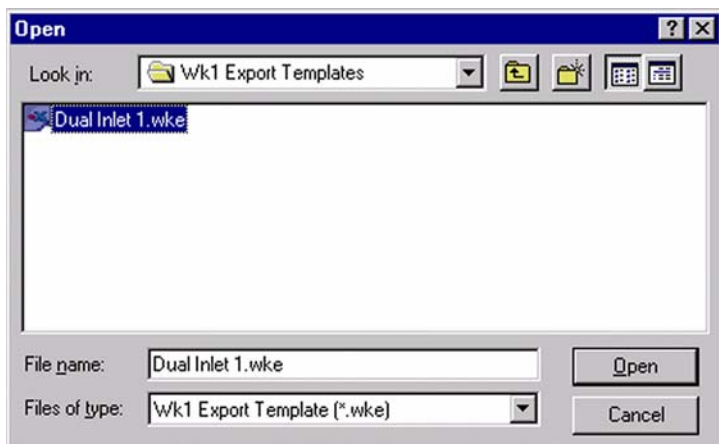 Open
Look in: Wk1 Export Templates
Dual Inlet 1.wke
File name: Dual Inlet 1.wke Open
Files of type: Wk1 Export Template (*.wke) Cancel